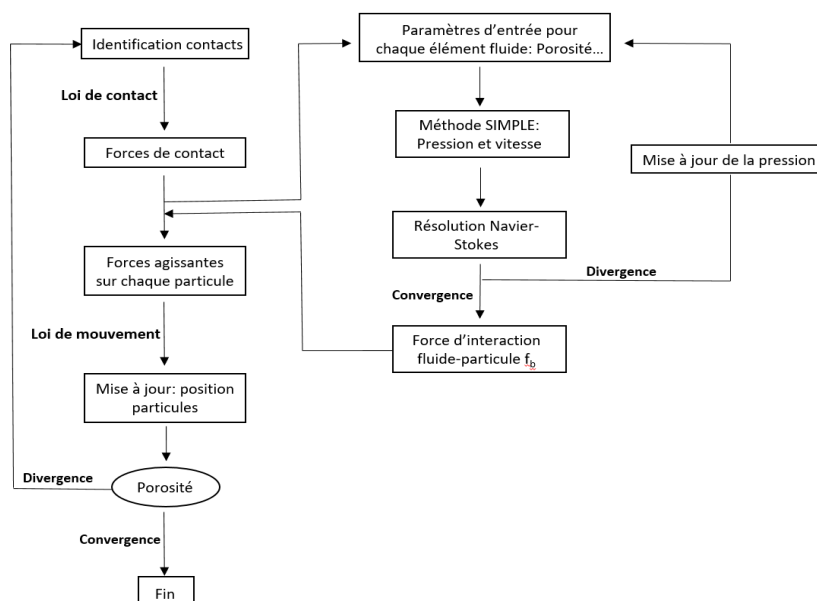 Identification contacts
Loi de contact
Forces de contact
Forces agissantes
sur chaque particule
Loi de mouvement
Mise à jour: position
particules
Divergence
Porosité
Convergence
Fin
Paramètres d'entrée pour
chaque élément fluide: Porosité...
Méthode SIMPLE:
Pression et vitesse
Mise à jour de la pression
Résolution Navier-
Stokes
Divergence
Convergence
Force d'interaction
fluide-particule fb